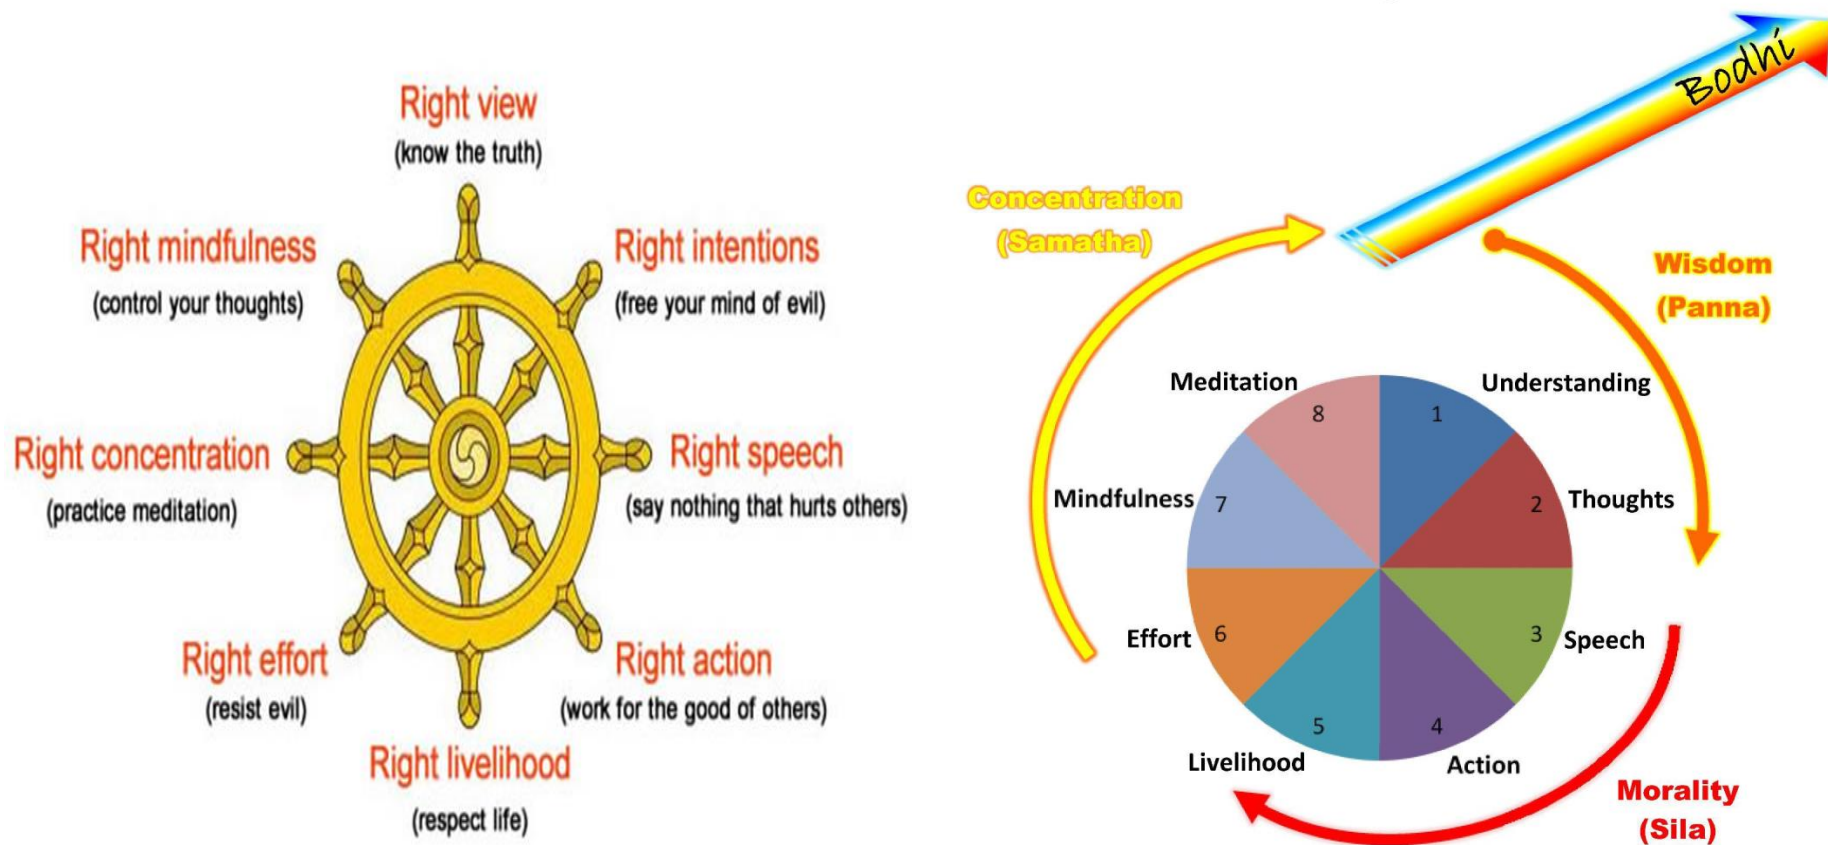 Right view
(know the truth)
Right mindfulness
(control your thoughts)
Right intentions
(free your mind of evil)
Right concentration
(practice meditation)
Right speech
(say nothing that hurts others)
Right effort
(resist evil)
Right action
(work for the good of others)
Right livelihood
(respect life)
Bodhi
Concentration
(Samatha)
Wisdom
(Panna)
Meditation
8
1
Understanding
Mindfulness
7
2
Thoughts
Effort
6
3
Speech
Livelihood
5
4
Action
Morality
(Sila)